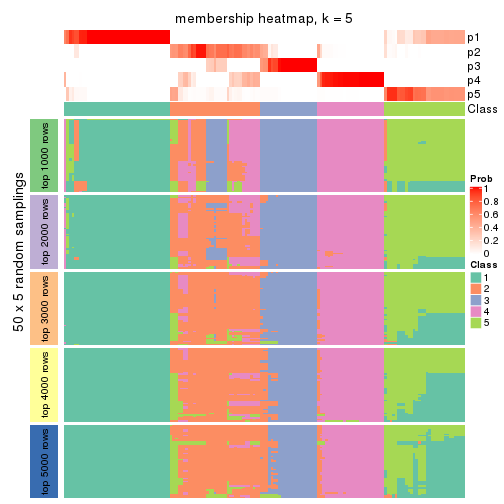 membership heatmap, k = 5
p1
p2
p3
p4
p5
Class
50 x 5 random samplings
top 1000 rows
top 2000 rows
top 3000 rows
top 4000 rows
top 5000 rows
Prob
1
0.8
0.6
0.4
0.2
0
Class
1
2
3
4
5